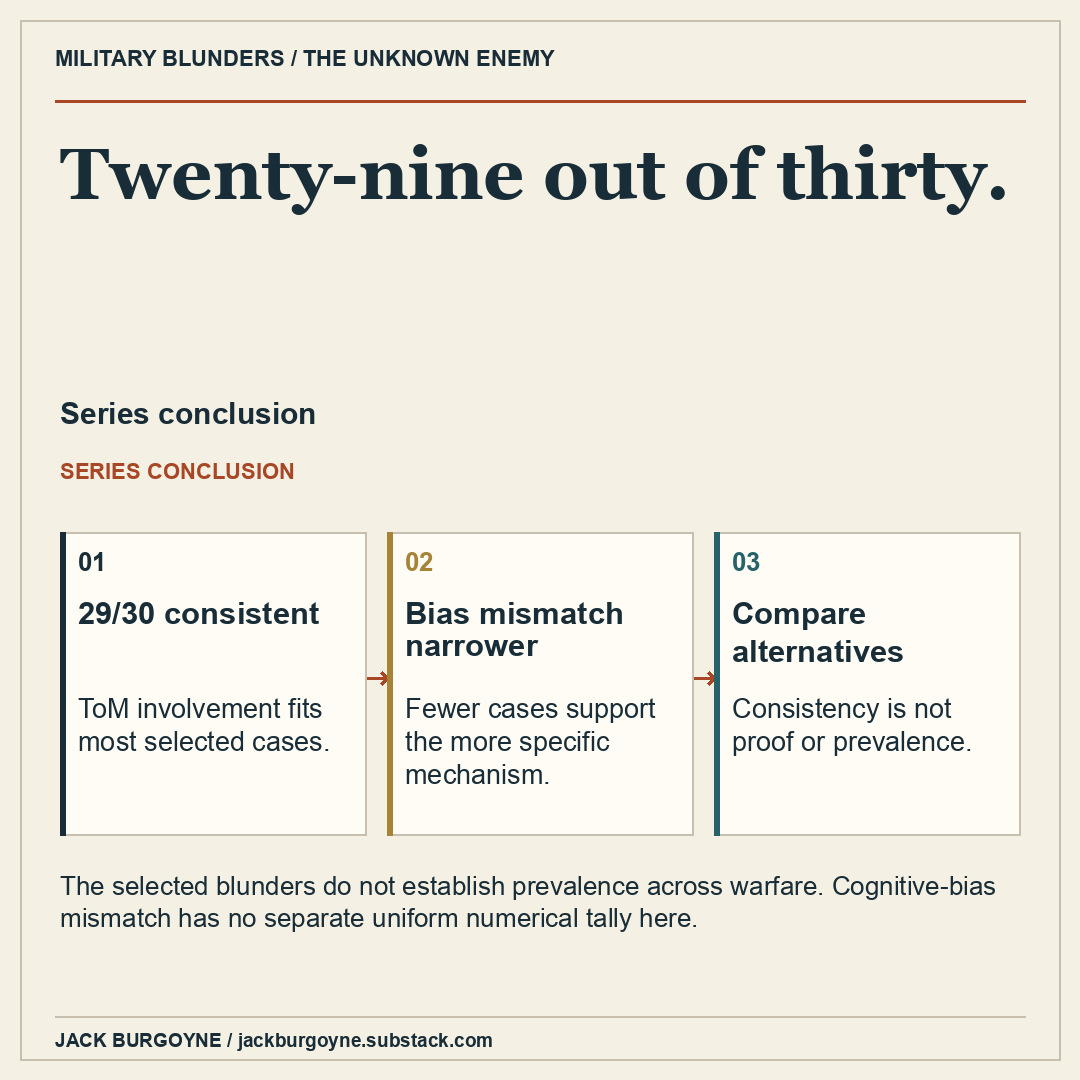 MILITARY BLUNDERS / THE UNKNOWN ENEMY
Twenty-nine out of thirty.
Series conclusion
SERIES CONCLUSION
01
29/30 consistent
ToM involvement fits
most selected cases.
02
Bias mismatch
narrower
Fewer cases support
the more specific
mechanism.
03
Compare
alternatives
Consistency is not
proof or prevalence.
The selected blunders do not establish prevalence across warfare. Cognitive-bias
mismatch has no separate uniform numerical tally here.
JACK BURGOYNE / jackburgoyne.substack.com